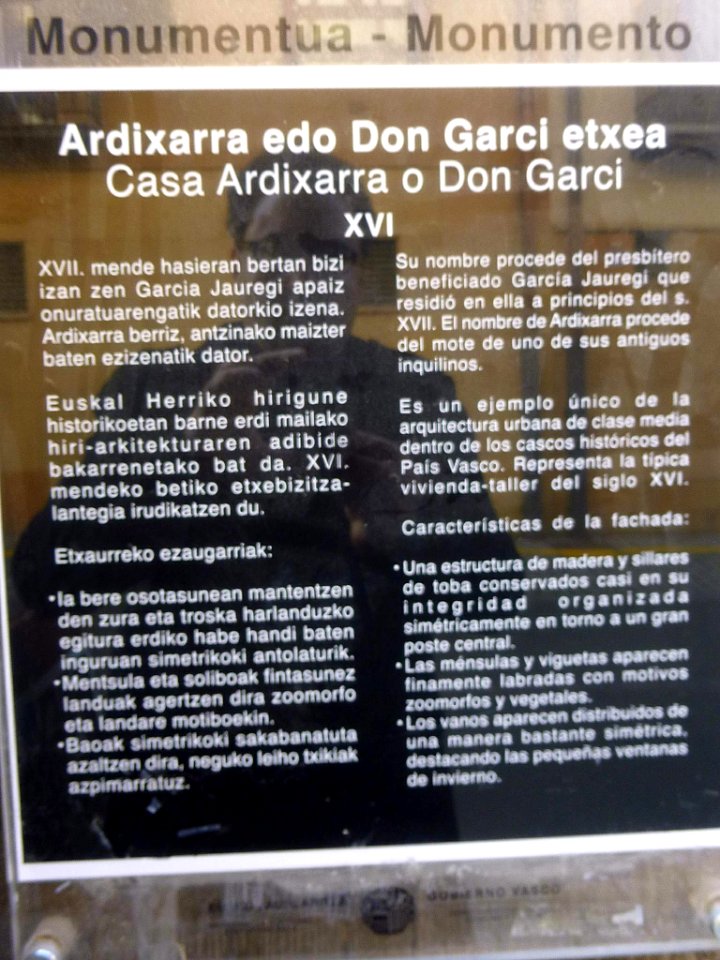 Monumentua - Monumento
Ardixarra edo Don Garci etxea
Casa Ardixarra o Don Garci
XVI
XVII. mende hasieran bertan bizi
izan zen Garcia Jauregi apaiz
onuratuarengatik datorkio izena.
Ardixarra berriz, antzinako maizter
baten ezizenatik dator.
Euskal Herriko hirigune
historikoetan barne erdi mailako
hiri-arkitekturaren adibide
bakarrenetako bat da. XVI.
mendeko betiko etxebizitza-
lantegia irudikatzen du.
Etxaurreko ezaugarriak:
•Ia bere osotasunean mantentzen
den zura eta troska harlanduzko
egitura erdiko habe handi baten
inguruan simetrikoki antolaturik.
•Mentsula eta soliboak fintasunez
landuak agertzen dira zoomorfo
eta landare motiboekin.
•Baoak simetrikoki sakabanatuta
azaltzen dira, neguko leiho txikiak
azpimarratuz.
Su nombre procede del presbítero
beneficiado García Jauregi que
residió en ella a principios del s.
XVII. El nombre de Ardixarra procede
del mote de uno de sus antiguos
inquilinos.
Es un ejemplo único de la
arquitectura urbana de clase media
dentro de los cascos históricos del
País Vasco. Representa la típica
vivienda-taller del siglo XVI.
Características de la fachada:
•Una estructura de madera y sillares
de toba conservados casi en su
integridad organizada
simétricamente en torno a un gran
poste central.
•Las ménsulas y viguetas aparecen
finamente labradas con motivos
zoomorfos y vegetales.
•Los vanos aparecen distribuidos de
una manera bastante simétrica,
destacando las pequeñas ventanas
de invierno.